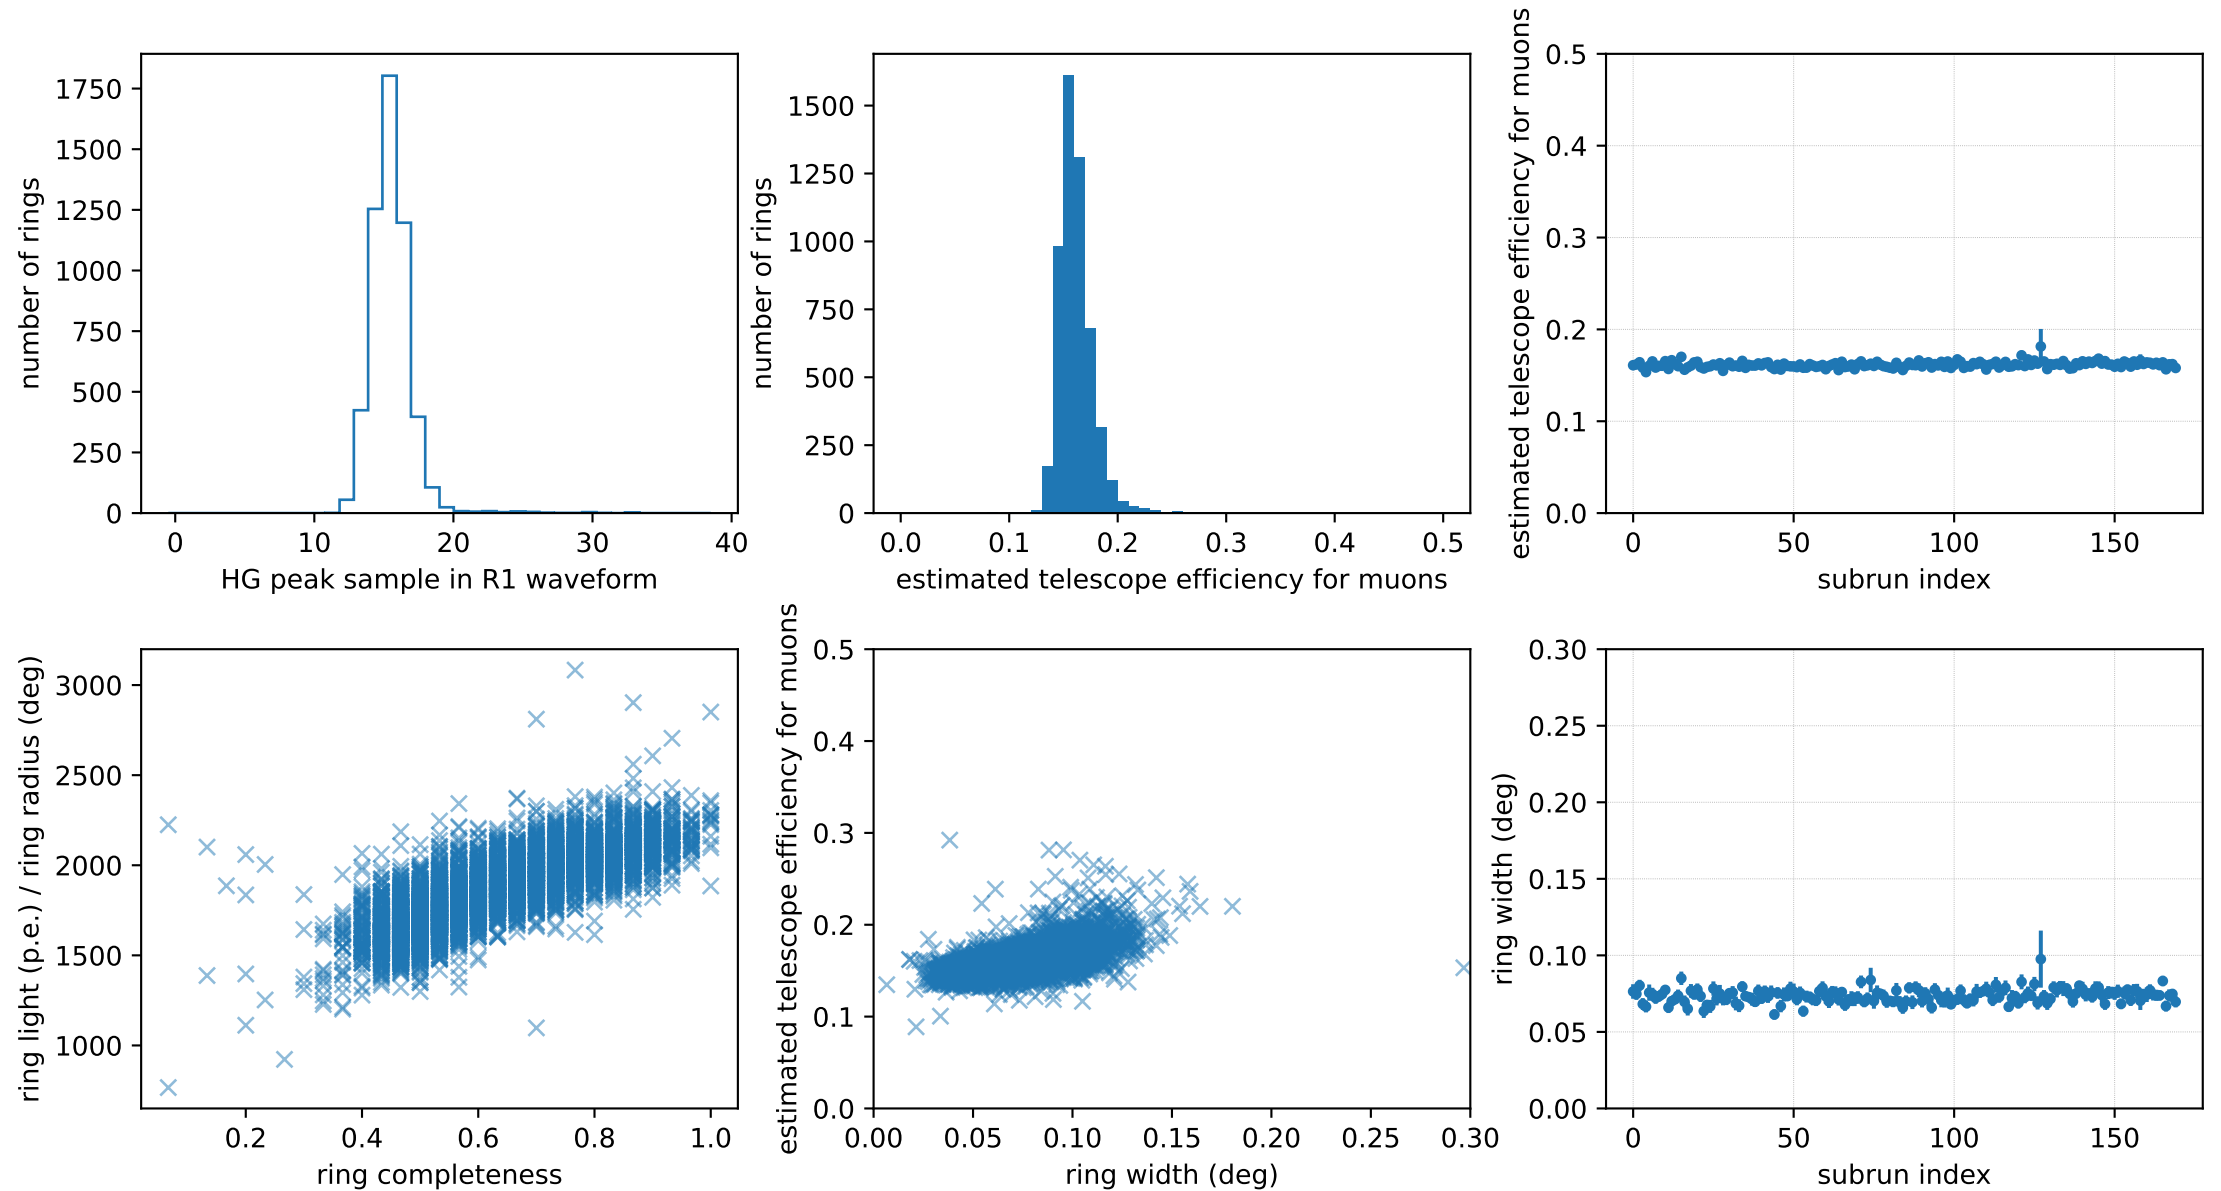 number of rings
1750
1500
1250
1000
750
500
250
0
0 10 20 30 40
HG peak sample in R1 waveform
number of rings
1500
1250
1000
750
500
250
0
0.0 0.1 0.2 0.3 0.4 0.5
estimated telescope efficiency for muons
estimated telescope efficiency for muons
0.5
0.4
0.3
0.2
0.1
0.0
0 50 100 150
subrun index
ring light (p.e.) / ring radius (deg)
3000
2500
2000
1500
1000
0.2 0.4 0.6 0.8 1.0
ring completeness
estimated telescope efficiency for muons
0.5
0.4
0.3
0.2
0.1
0.0
0.00 0.05 0.10 0.15 0.20 0.25 0.30
ring width (deg)
ring width (deg)
0.30
0.25
0.20
0.15
0.10
0.05
0.00
0 50 100 150
subrun index